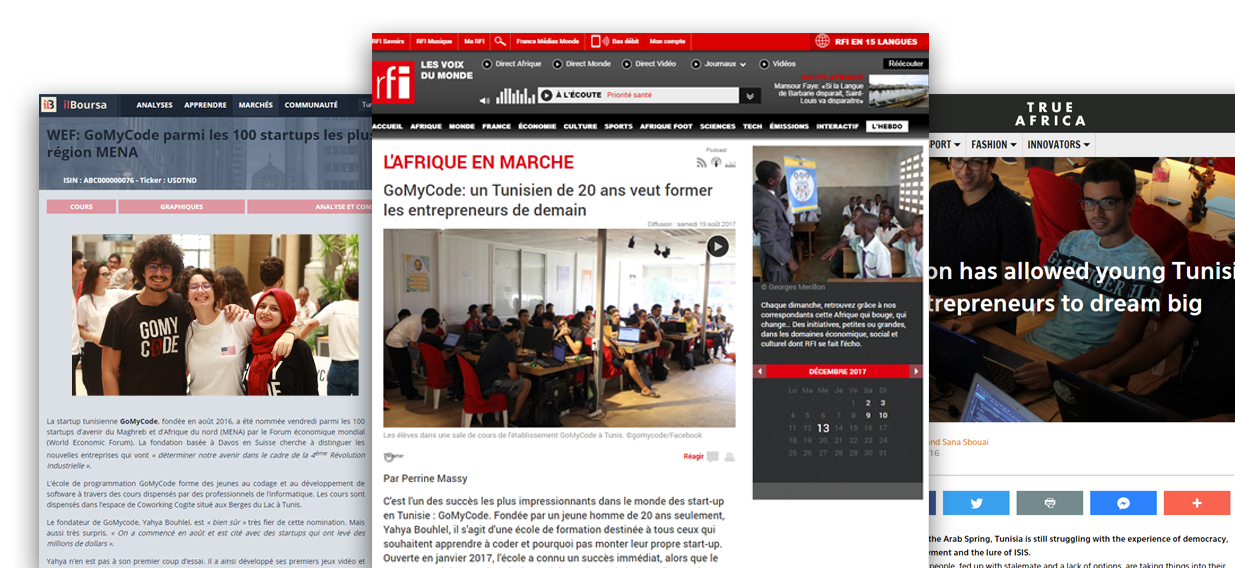 ilB ilBoursa
ANALYSES APPRENDRE MARCHÉS COMMUNAUTÉ Tu
WEF: GoMyCode parmi les 100 startups les plu
région MENA
ISIN : ABC000000076 - Ticker : USDTND
COURS GRAPHIQUES ANALYSE ET CON
GOMY
CODE
La startup tunisienne GoMyCode, fondée en août 2016, a été nommée vendredi parmi les 100
startups d'avenir du Maghreb et d'Afrique du nord (MENA) par le Forum économique mondial
(World Economic Forum). La fondation basée à Davos en Suisse cherche à distinguer les
nouvelles entreprises qui vont « déterminer notre avenir dans le cadre de la 4ème Révolution
Industrielle ».
L'école de programmation GoMyCode forme des jeunes au codage et au développement de
software à travers des cours dispensés par des professionnels de l'informatique. Les cours sont
dispensés dans l'espace de Coworking Cogite situé aux Berges du Lac à Tunis.
Le fondateur de GoMycode, Yahya Bouhlel, est « bien sûr » très fier de cette nomination. Mais
aussi très surpris. « On a commencé en août et est cité avec des startups qui ont levé des
millions de dollars ».
Yahya n'en est pas à son premier coup d'essai. Il a ainsi développé ses premiers jeux vidéo et
RFI Savoirs RFI Musique Ma RFI France Médias Monde Bas débit Mon compte RFI EN 15 LANGUES
rfi LES VOIX
DU MONDE
Direct Afrique Direct Monde Direct Vidéo Journaux Vidéos Réécouter
À L'ÉCOUTE Priorité santé
INVITÉ AFRIQUE
Mansour Faye: «Si la Langue
de Barbarie disparait, Saint-
Louis va disparaitre»
ACCUEIL AFRIQUE MONDE FRANCE ÉCONOMIE CULTURE SPORTS AFRIQUE FOOT SCIENCES TECH ÉMISSIONS INTERACTIF L'HEBDO
L'AFRIQUE EN MARCHE
Podcast
GoMyCode: un Tunisien de 20 ans veut former
les entrepreneurs de demain
Diffusion : samedi 19 août 2017
Les élèves dans une salle de cours de l'etablissement GoMyCode à Tunis. ©gomycode/Facebook
Réagir
Par Perrine Massy
C'est l'un des succès les plus impressionnants dans le monde des start-up
en Tunisie : GoMyCode. Fondée par un jeune homme de 20 ans seulement,
Yahya Bouhlel, il s'agit d'une école de formation destinée à tous ceux qui
souhaitent apprendre à coder et pourquoi pas monter leur propre start-up.
Ouverte en janvier 2017, l'école a connu un succès immédiat, alors que le
© Georges Merillon
Chaque dimanche, retrouvez grâce à nos
correspondants cette Afrique qui bouge, qui
change... Des initiatives, petites ou grandes,
dans les domaines économique, social et
culturel dont RFI se fait l'écho.
DÉCEMBRE 2017
Lu Ma Me Je Ve Sa Di
1 2 3
4 5 6 7 8 9 10
11 12 13 14 15 16 17
18 19 20 21 22 23 24
25 26 27 28 29 30 31
TRUE
AFRICA
PORT FASHION INNOVATORS
on has allowed young Tunisi
trepreneurs to dream big
and Sana Sbouai
16
the Arab Spring, Tunisia is still struggling with the experience of democracy,
yment and the lure of ISIS.
people, fed up with stalemate and a lack of options, are taking things into their